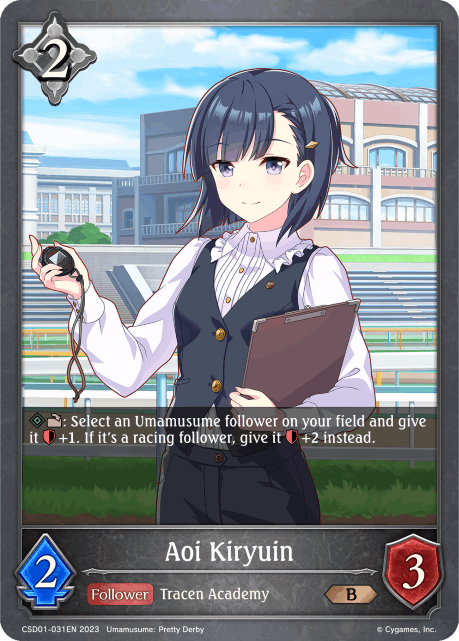 2
: Select an Umamusume follower on your field and give
it +1. If it's a racing follower, give it +2 instead.
Aoi Kiryuin
2
Follower Tracen Academy
B
3
CSD01-031EN 2023 Umamusume: Pretty Derby © Cygames, Inc.